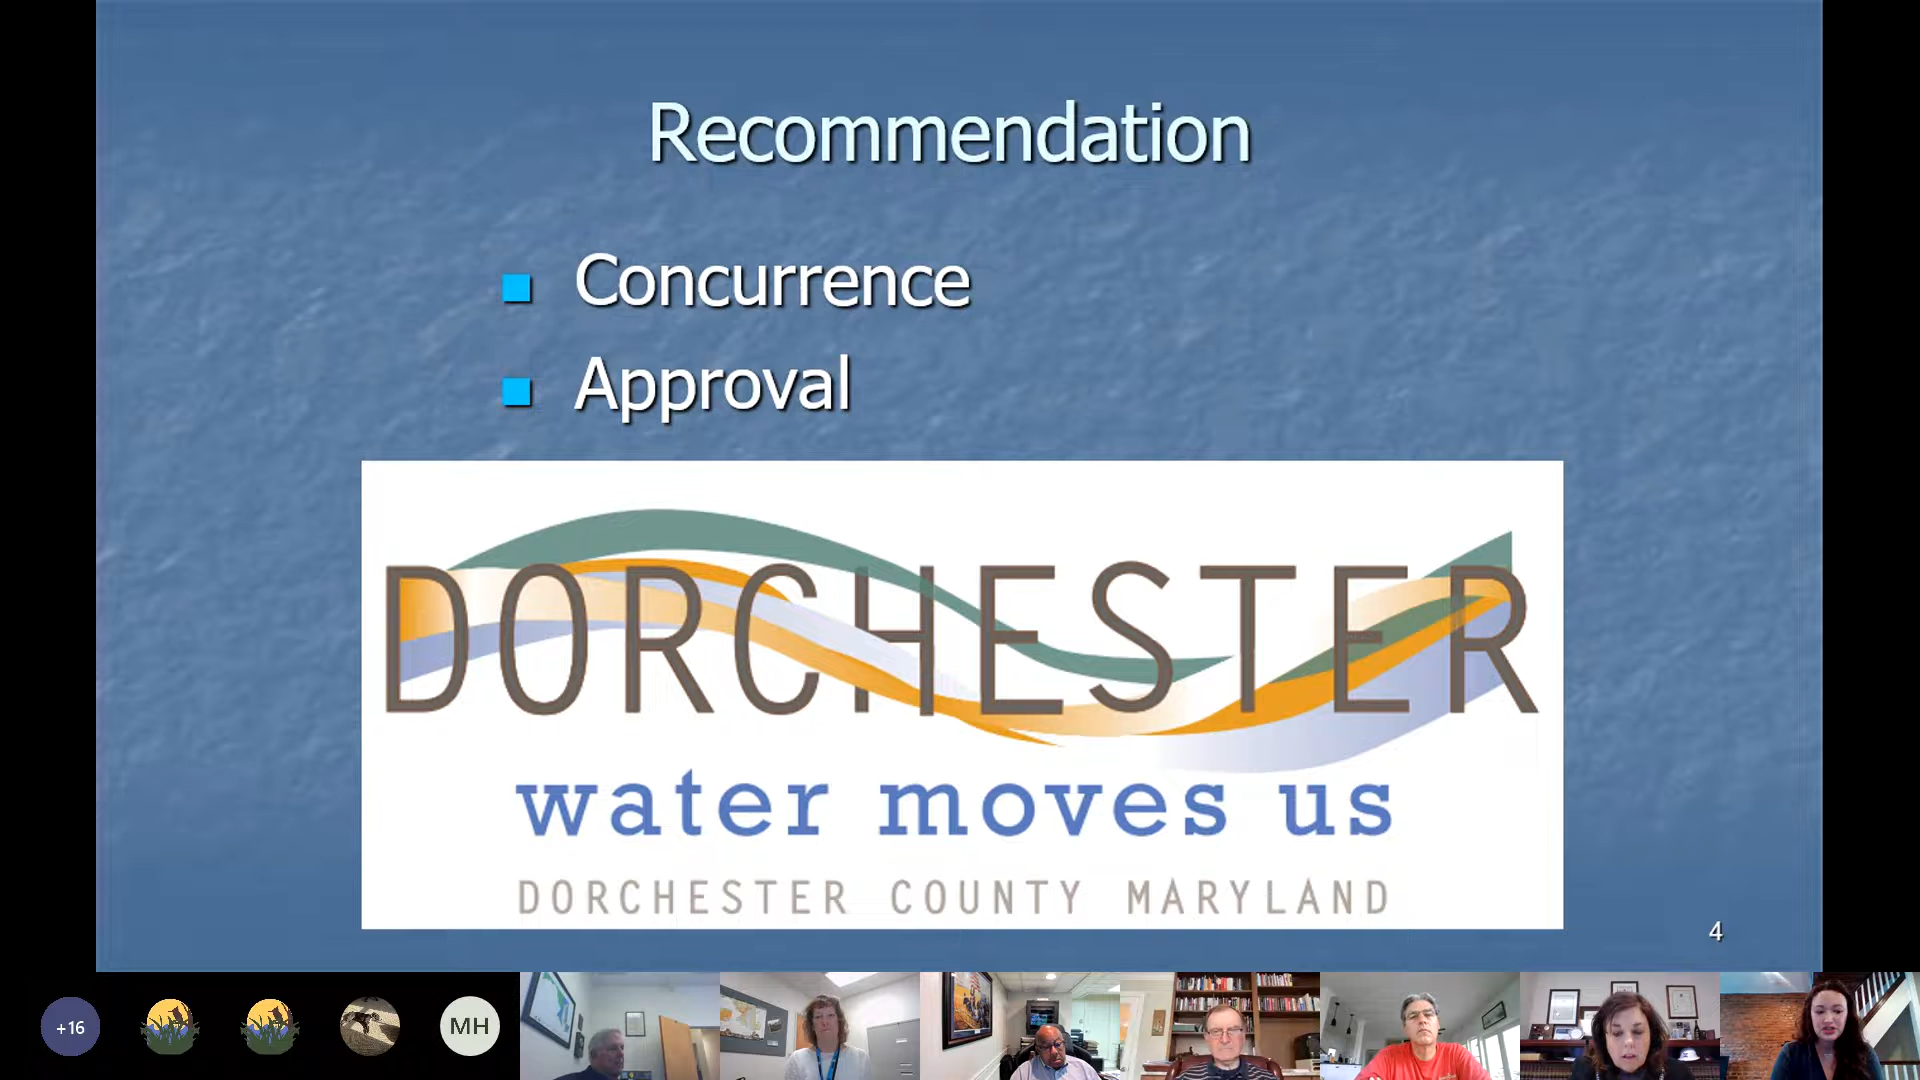 Recommendation
Concurrence
Approval
DORCHESTER
water moves us
DORCHESTER COUNTY MARYLAND
4
+16
MH